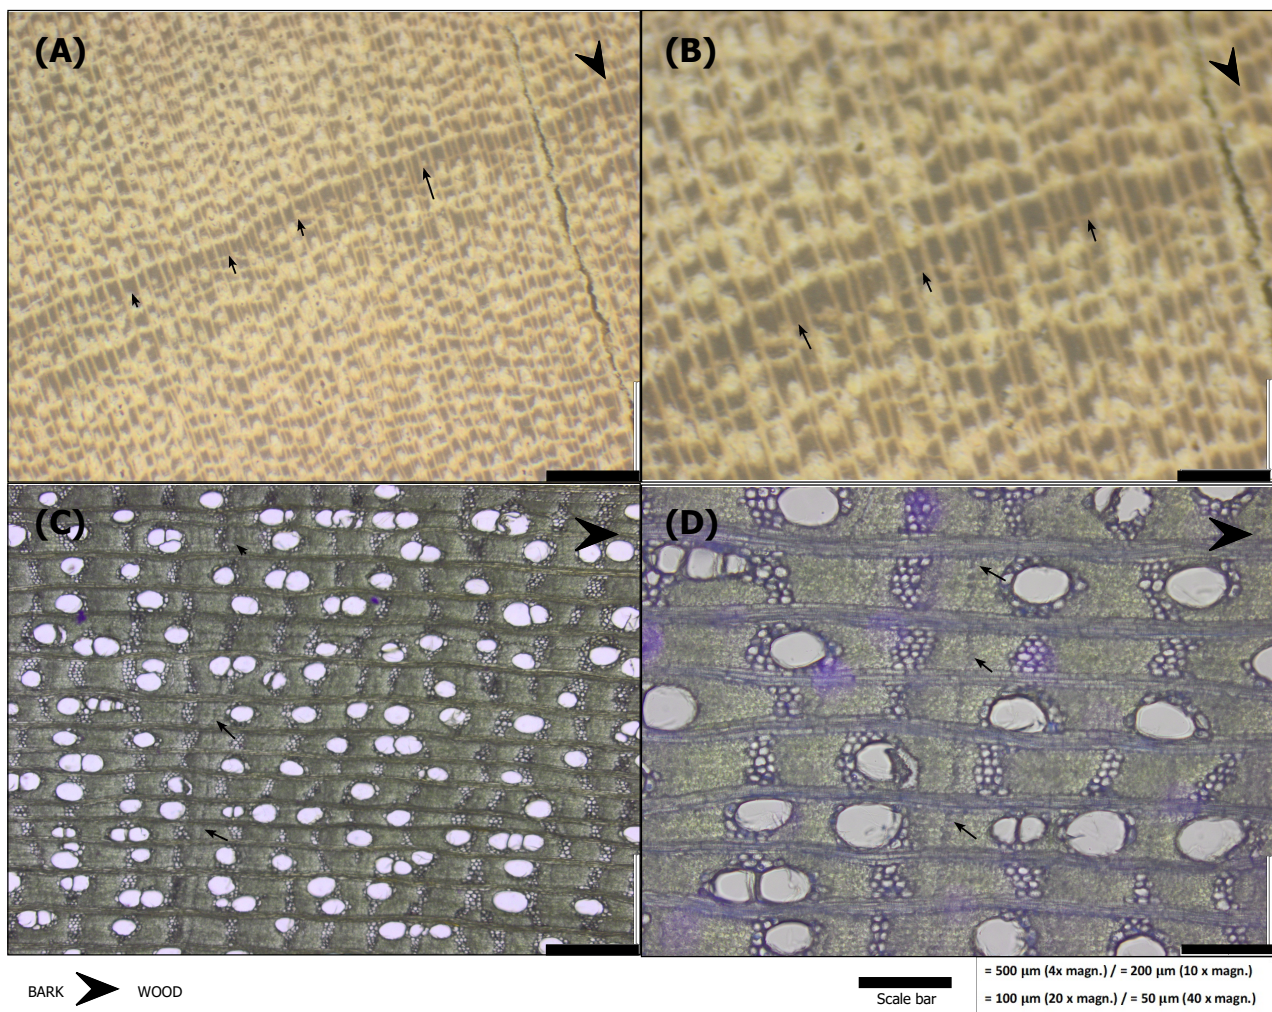 (A)
(B)
(C)
(D)
BARK WOOD
Scale bar
= 500 µm (4x magn.) / = 200 µm (10 x magn.)
= 100 µm (20 x magn.) / = 50 µm (40 x magn.)